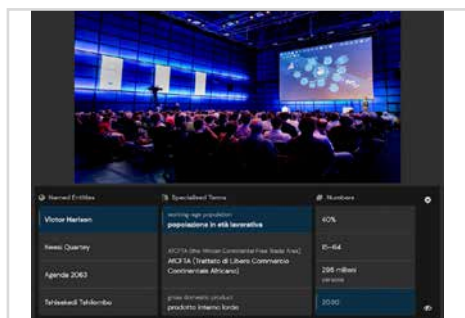 Named Entities
Specialised Terms
Numbers
Victor Harison
working-age population
popolazione in età lavorativa
40%
Kwesi Quartey
AfCFTA (the African Continental Free Trade Area)
AfCFTA (Trattato di Libero Commercio
Continentale Africano)
15-64
Agenda 2063
296 milioni
persone
Tshisekedi Tshilombo
gross domestic product
prodotto interno lordo
2030